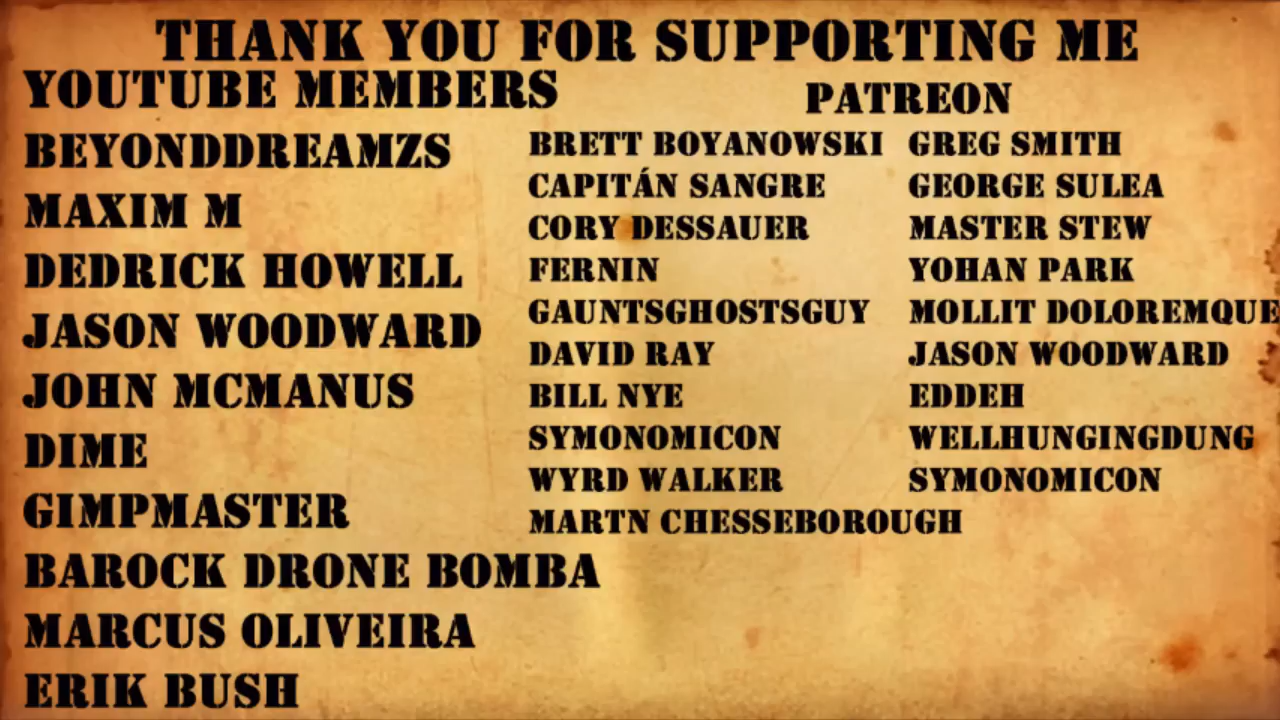 THANK YOU FOR SUPPORTING ME
YOUTUBE MEMBERS
BEYONDDREAMZS
MAXIM M
DEDRICK HOWELL
JASON WOODWARD
JOHN MCMANUS
DIME
GIMPMASTER
BAROCK DRONE BOMBA
MARCUS OLIVEIRA
ERIK BUSH
PATREON
BRETT BOYANOWSKI
CAPITÁN SANGRE
CORY DESSAUER
FERNIN
GAUNTSGHOSTSGUY
DAVID RAY
BILL NYE
SYMONOMICON
WYRD WALKER
MARTN CHESSEBOROUGH
GREG SMITH
GEORGE SULEA
MASTER STEW
YOHAN PARK
MOLLIT DOLOREMQUE
JASON WOODWARD
EDDEH
WELLHUNGINGDUNG
SYMONOMICON